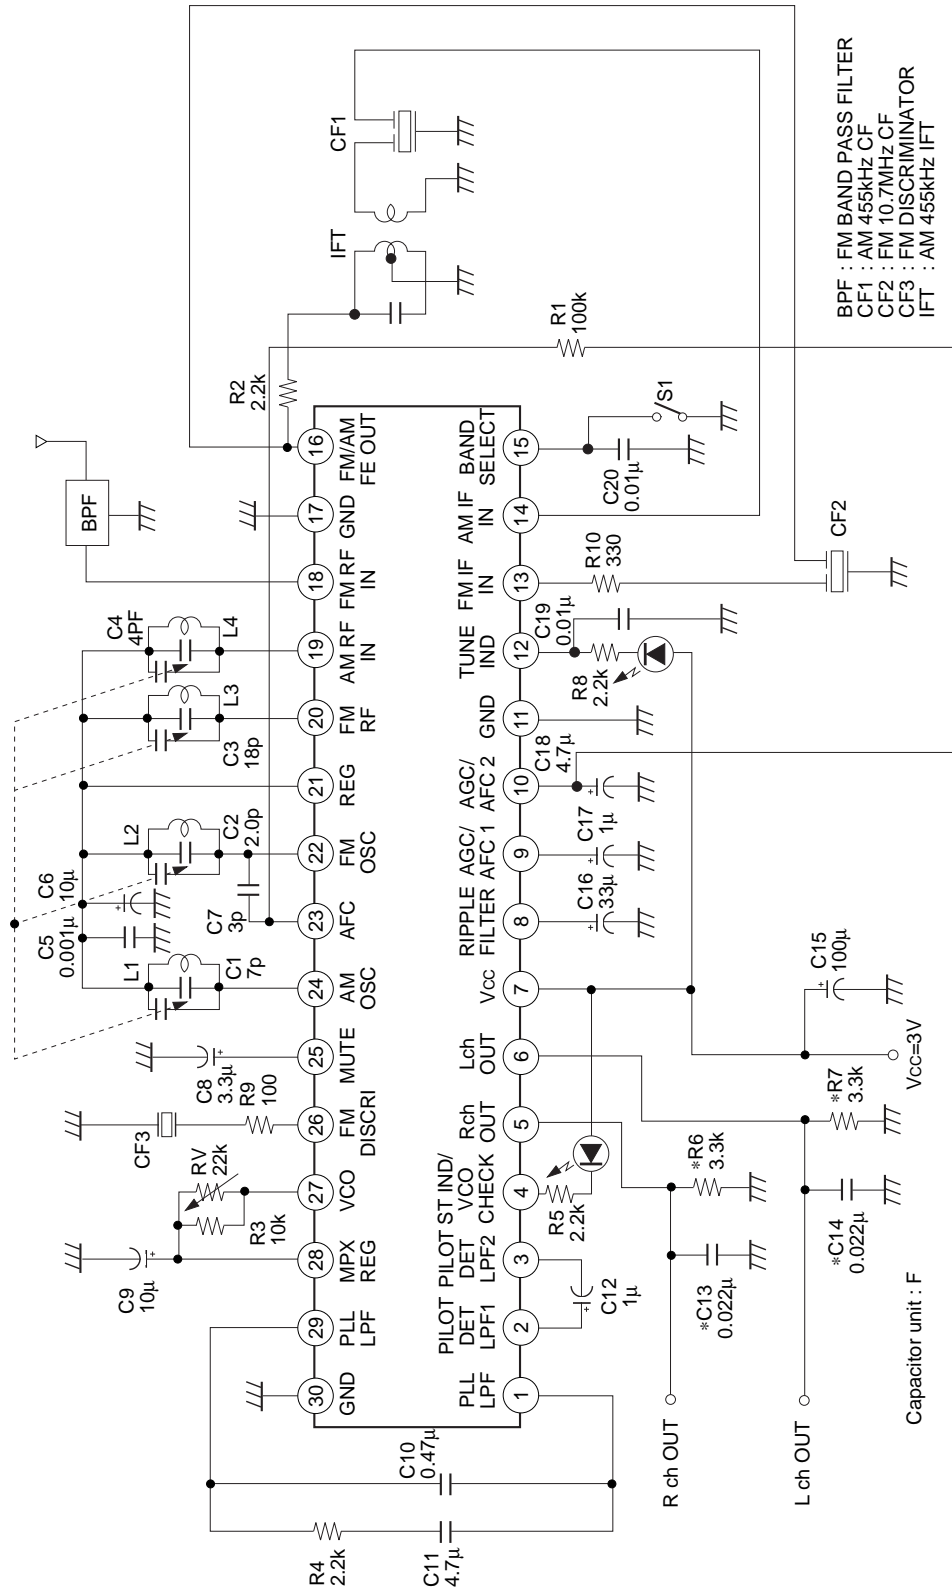 BPF : FM BAND PASS FILTER
CF1 : AM 455kHz CF
CF2 : FM 10.7MHz CF
CF3 : FM DISCRIMINATOR
IFT : AM 455kHz IFT
CF1
IFT
R1
100k
R2
2.2k
S1
BPF
16
FM/AM
FE OUT
17
GND
18
FM RF
IN
19
AM RF
IN
20
FM
RF
21
REG
22
FM
OSC
23
AFC
24
AM
OSC
25
MUTE
26
FM
DISCRI
27
VCO
28
MPX
REG
29
PLL
LPF
30
GND
15
BAND
SELECT
14
AM IF
IN
13
FM IF
IN
12
TUNE
IND
11
GND
10
AGC/
AFC 2
9
AGC/
AFC 1
8
RIPPLE
FILTER
7
Vcc
6
Lch
OUT
5
Rch
OUT
4
ST IND/
VCO
CHECK
3
PILOT
DET
LPF2
2
PILOT
DET
LPF1
1
PLL
LPF
C4
4PF
L4
L3
C3
18p
L2
C2
2.0p
C6
10μ
C5
0.001μ
C7
3p
L1
C1
7p
C8
3.3μ
R9
100
CF3
RV
22k
R3
10k
C9
10μ
C20
0.01μ
R10
330
CF2
C19
0.01μ
R8
2.2k
C18
4.7μ
C17
1μ
C16
33μ
C15
100μ
Vcc=3V
*R7
3.3k
*R6
3.3k
R5
2.2k
C12
1μ
*C14
0.022μ
*C13
0.022μ
C10
0.47μ
R4
2.2k
C11
4.7μ
R ch OUT
L ch OUT
Capacitor unit : F